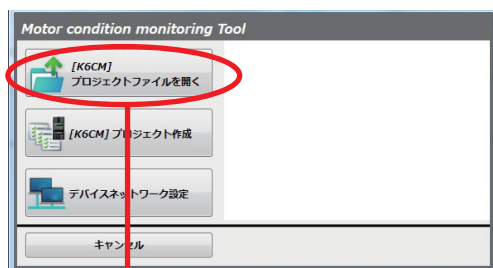 Motor condition monitoring Tool
[K6CM]
プロジェクトファイルを開く
[K6CM] プロジェクト作成
デバイスネットワーク設定
キャンセル